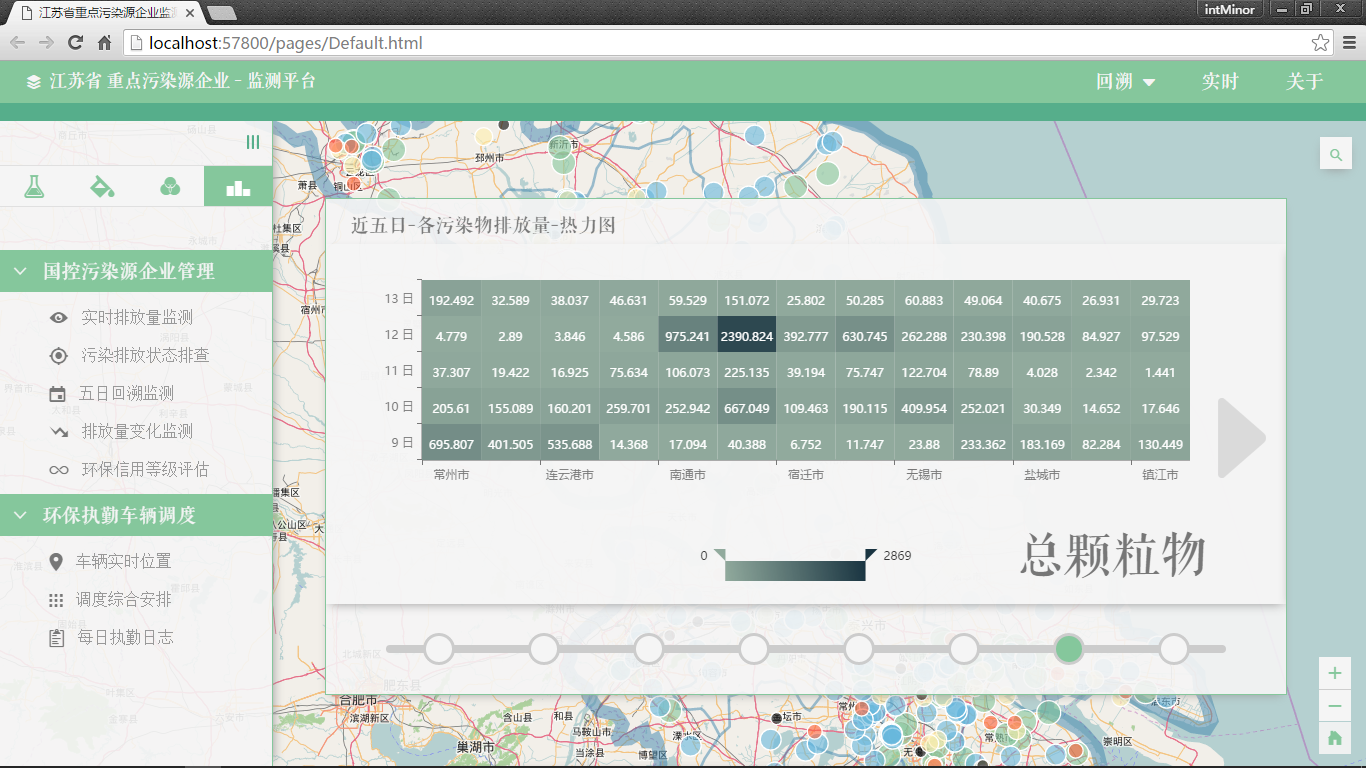 江苏省重点污染源企业监
intMinor
localhost:57800/pages/Default.html
江苏省 重点污染源企业 - 监测平台
回溯 实时 关于
国控污染源企业管理
实时排放量监测
污染排放状态排查
五日回溯监测
排放量变化监测
环保信用等级评估
环保执勤车辆调度
车辆实时位置
调度综合安排
每日执勤日志
邳州市
新沂市
萧县
铜山区
近五日-各污染物排放量-热力图
13 日 192.492 32.589 38.037 46.631 59.529 151.072 25.802 50.285 60.883 49.064 40.675 26.931 29.723
12 日 4.779 2.89 3.846 4.586 975.241 2390.824 392.777 630.745 262.288 230.398 190.528 84.927 97.529
11 日 37.307 19.422 16.925 75.634 106.073 225.135 39.194 75.747 122.704 78.89 4.028 2.342 1.441
10 日 205.61 155.089 160.201 259.701 252.942 667.049 109.463 190.115 409.954 252.021 30.349 14.652 17.646
9 日 695.807 401.505 535.688 14.368 17.094 40.388 6.752 11.747 23.88 233.362 183.169 82.284 130.449
常州市 连云港市 南通市 宿迁市 无锡市 盐城市 镇江市
0 2869
总颗粒物
兴市
北城新区
肥东县
合肥市
滨湖新区
巢湖市
含山县
和县
马鞍山市
当涂县
博望区
溧水区
坛市
常熟
崇明区